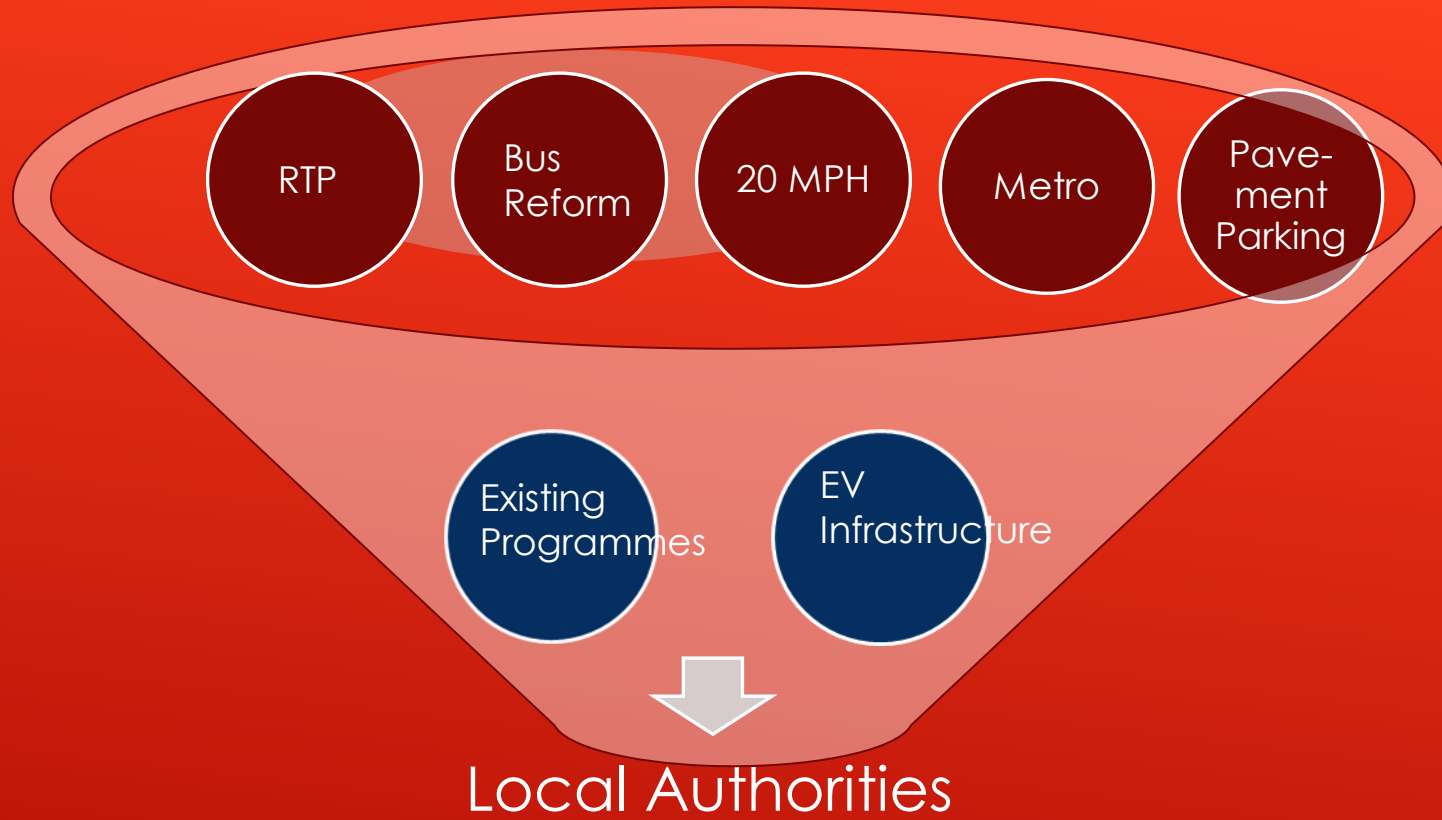 RTP
Bus
Reform
20 MPH
Metro
Pave-
ment
Parking
Existing
Programmes
EV
Infrastructure
Local Authorities